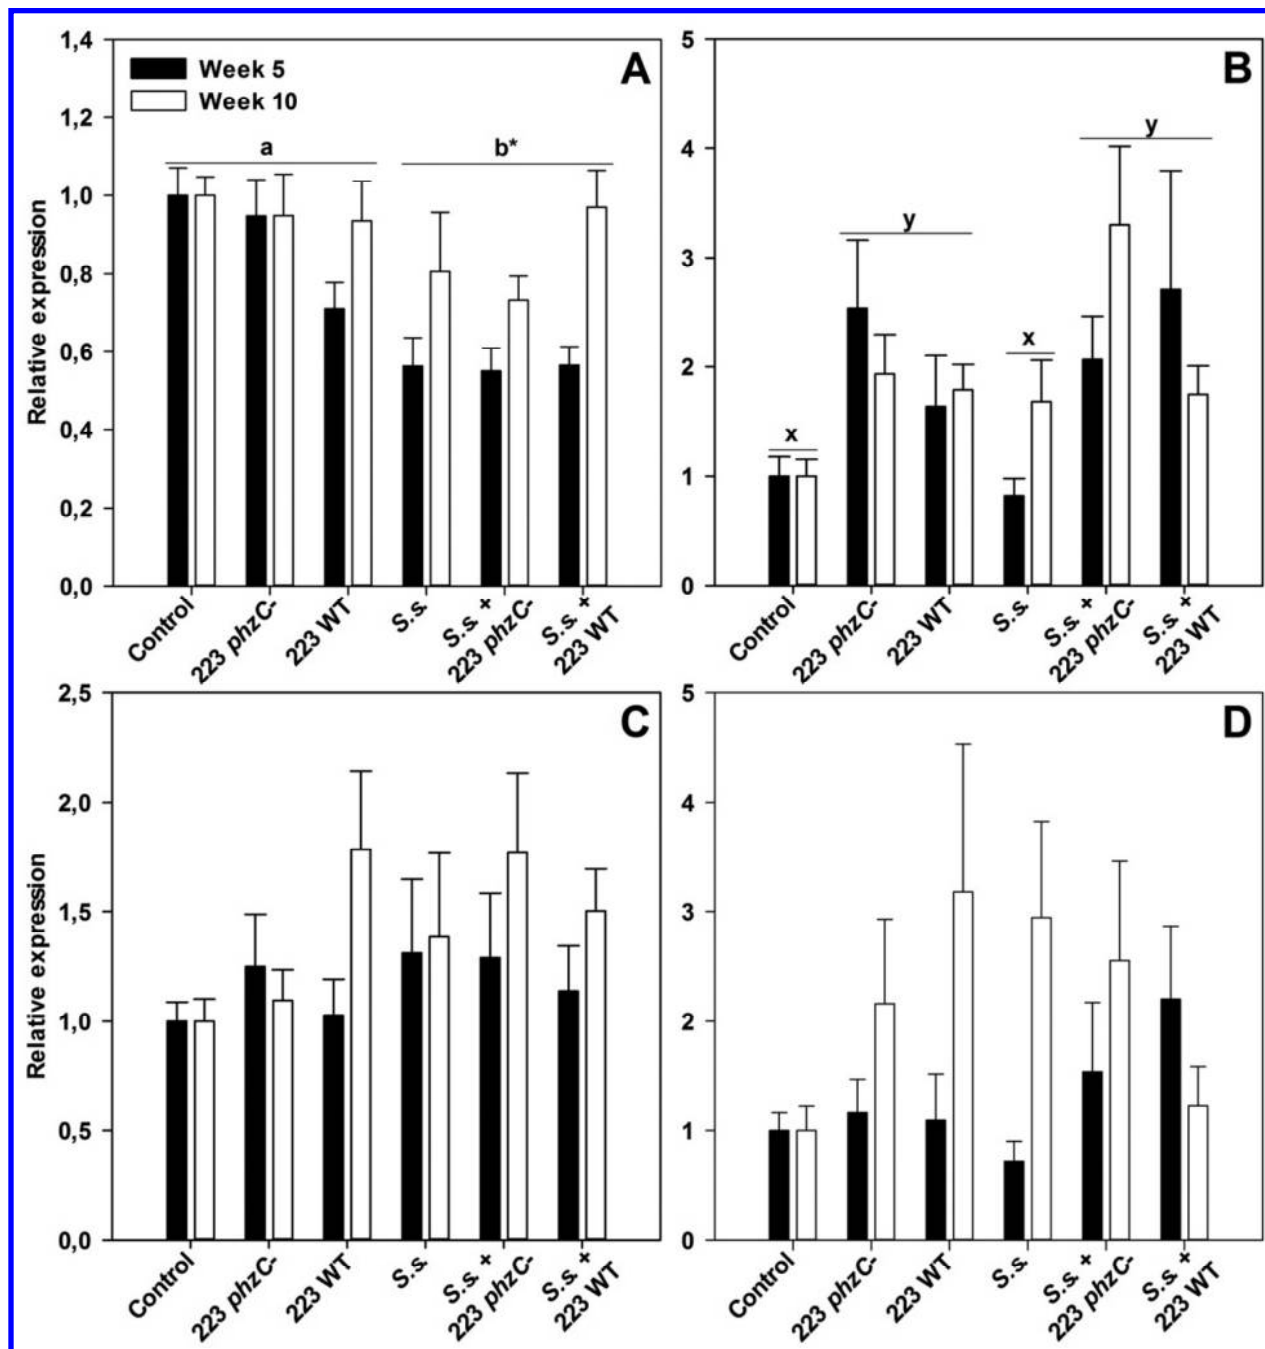 1,4
1,2
1,0
0,8
0,6
0,4
0,2
0,0
Relative expression
Week 5
Week 10
A
a
b*
Control
223 phzC-
223 WT
S.s.
S.s. +
223 phzC-
S.s. +
223 WT
5
4
3
2
1
0
B
x
y
x
y
Control
223 phzC-
223 WT
S.s.
S.s. +
223 phzC-
S.s. +
223 WT
2,5
2,0
1,5
1,0
0,5
0,0
Relative expression
C
Control
223 phzC-
223 WT
S.s.
S.s. +
223 phzC-
S.s. +
223 WT
5
4
3
2
1
0
D
Control
223 phzC-
223 WT
S.s.
S.s. +
223 phzC-
S.s. +
223 WT